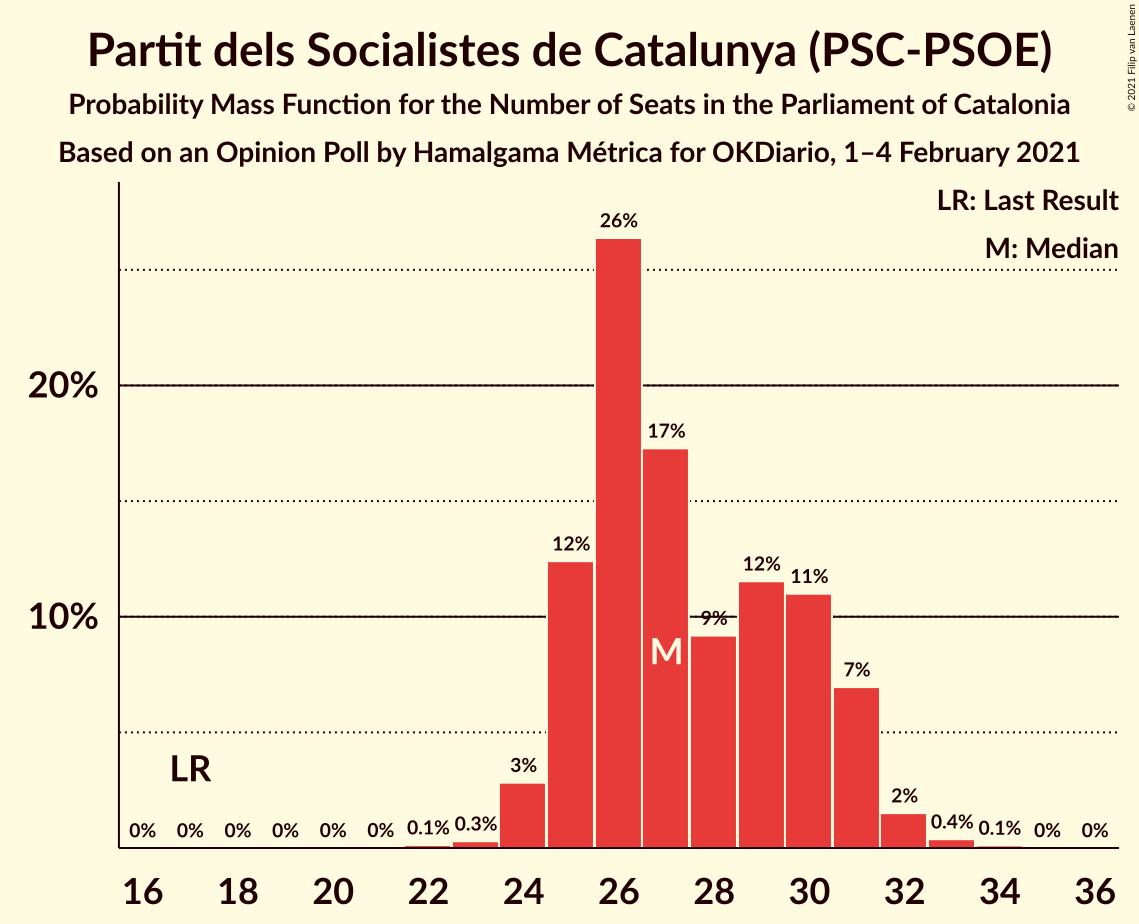 Partit dels Socialistes de Catalunya (PSC-PSOE)
Probability Mass Function for the Number of Seats in the Parliament of Catalonia
Based on an Opinion Poll by Hamalgama Métrica for OKDiario, 1–4 February 2021
© 2021 Filip van Laenen
LR: Last Result
M: Median
20%
10%
26%
17%
12%
12%
11%
9%
M
7%
LR
3%
2%
0% 0% 0% 0% 0% 0% 0.1% 0.3% 0.4% 0.1% 0% 0%
16 18 20 22 24 26 28 30 32 34 36